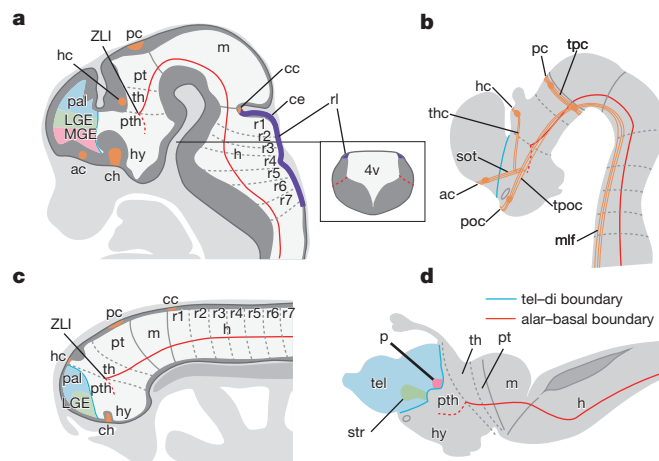 a
ZLI
pc
hc
m
pt
cc
th
ce
pal
rl
LGE
pth
r1
MGE
r2
r3
hy
h
r4
4v
r5
ac
r6
ch
r7
b
pc
tpc
hc
thc
sot
ac
tpoc
poc
mlf
c
cc
pc
r1 r2 r3 r4 r5 r6 r7
ZLI
m
h
pt
hc
th
pal
pth
LGE
hy
ch
d
tel–di boundary
alar–basal boundary
p
th
pt
tel
m
pth
h
str
hy